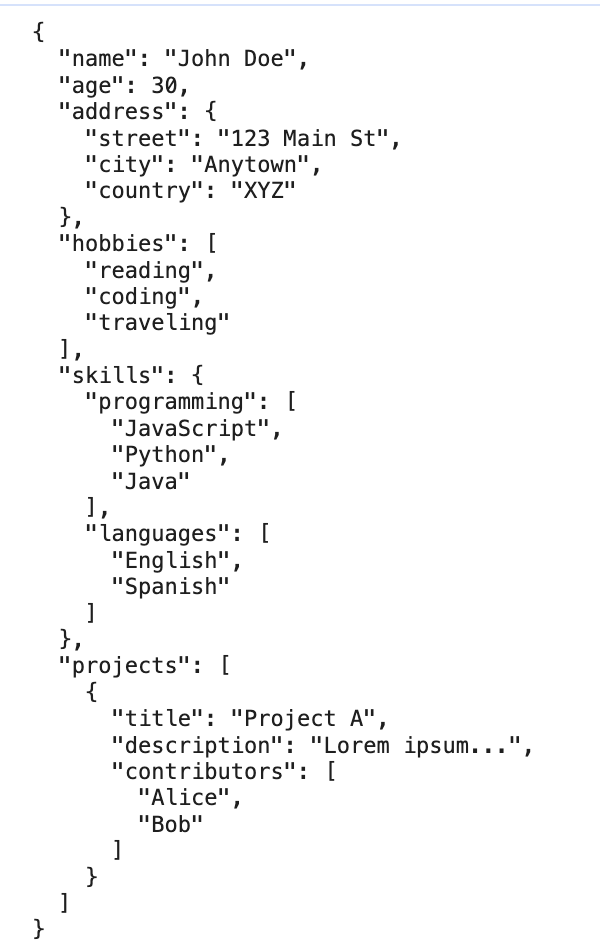 {
  "name": "John Doe",
  "age": 30,
  "address": {
    "street": "123 Main St",
    "city": "Anytown",
    "country": "XYZ"
  },
  "hobbies": [
    "reading",
    "coding",
    "traveling"
  ],
  "skills": {
    "programming": [
      "JavaScript",
      "Python",
      "Java"
    ],
    "languages": [
      "English",
      "Spanish"
    ]
  },
  "projects": [
    {
      "title": "Project A",
      "description": "Lorem ipsum...",
      "contributors": [
        "Alice",
        "Bob"
      ]
    }
  ]
}